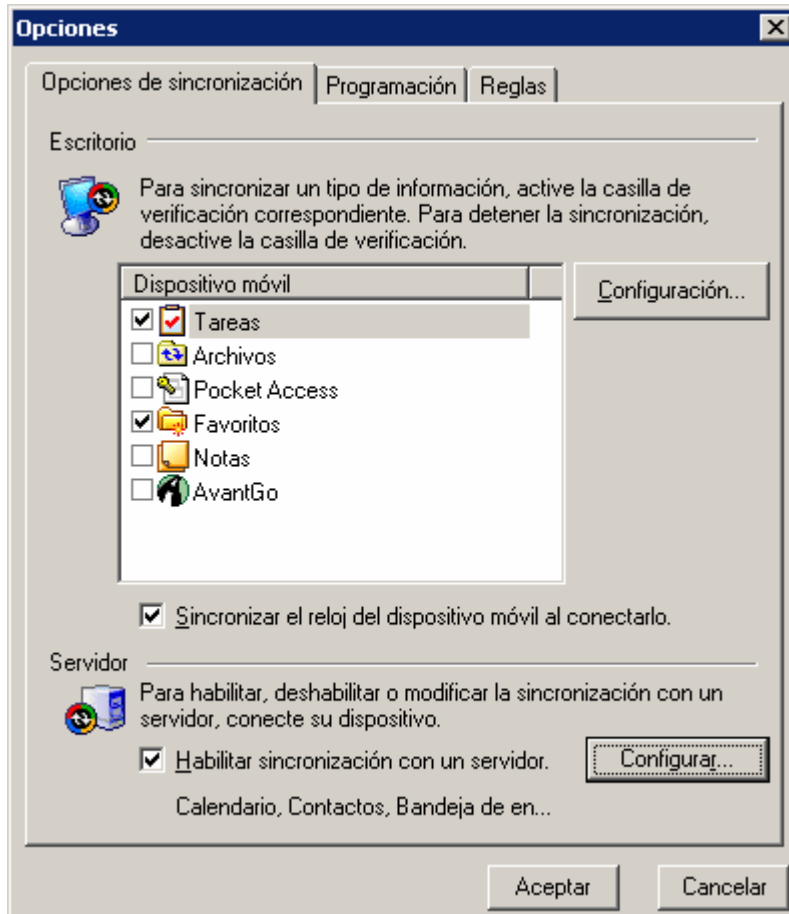 Opciones
Opciones de sincronización Programación Reglas
Escritorio
Para sincronizar un tipo de información, active la casilla de
verificación correspondiente. Para detener la sincronización,
desactive la casilla de verificación.
Dispositivo móvil
Configuración...
Tareas
Archivos
Pocket Access
Favoritos
Notas
AvantGo
Sincronizar el reloj del dispositivo móvil al conectarlo.
Servidor
Para habilitar, deshabilitar o modificar la sincronización con un
servidor, conecte su dispositivo.
Habilitar sincronización con un servidor.
Configurar...
Calendario, Contactos, Bandeja de en...
Aceptar Cancelar